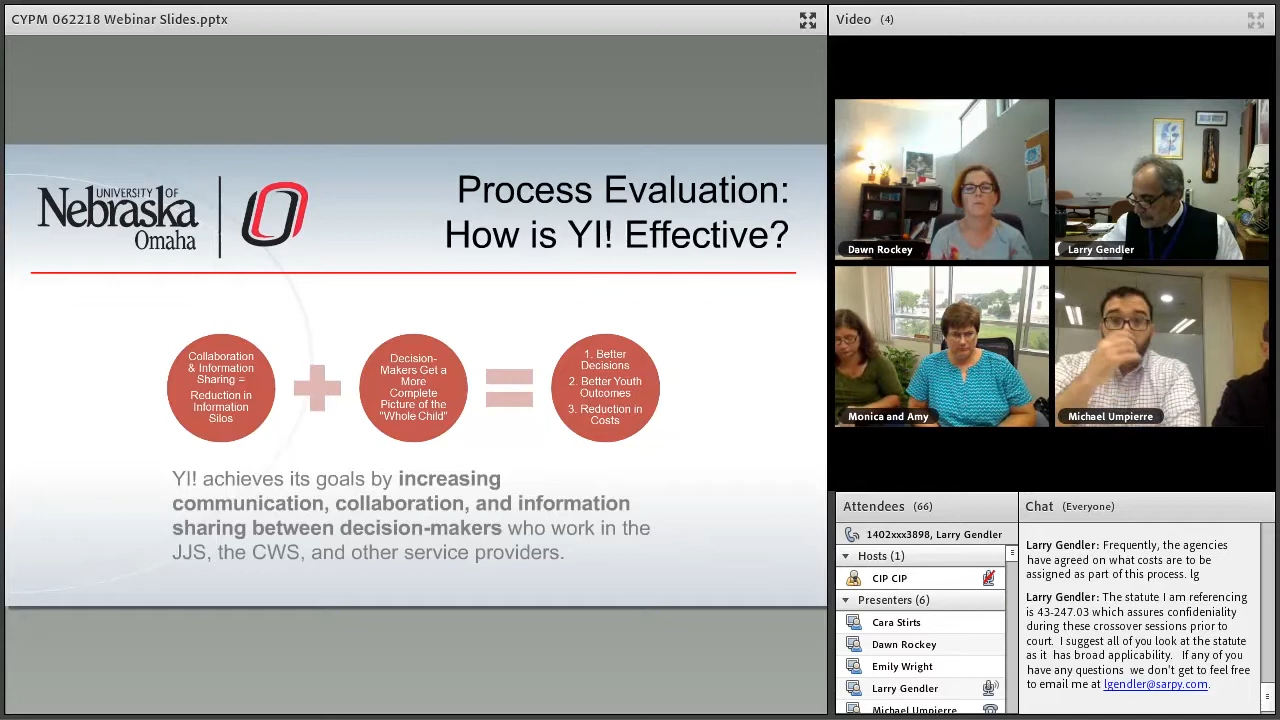 CYPM 062218 Webinar Slides.pptx
UNIVERSITY OF
Nebraska
Omaha
Process Evaluation:
How is YI! Effective?
Collaboration
& Information
Sharing =
Reduction in
Information
Silos
Decision-
Makers Get a
More
Complete
Picture of the
"Whole Child"
1. Better
Decisions
2. Better Youth
Outcomes
3. Reduction in
Costs
YI! achieves its goals by increasing
communication, collaboration, and information
sharing between decision-makers who work in the
JJS, the CWS, and other service providers.
Video (4)
Dawn Rockey
Larry Gendler
Monica and Amy
Michael Umpierre
Attendees (66)
1402xxx3898, Larry Gendler
Hosts (1)
CIP CIP
Presenters (6)
Cara Stirts
Dawn Rockey
Emily Wright
Larry Gendler
Michael Umpierre
Chat (Everyone)
Larry Gendler: Frequently, the agencies
have agreed on what costs are to be
assigned as part of this process. lg
Larry Gendler: The statute I am referencing
is 43-247.03 which assures confideniality
during these crossover sessions prior to
court. I suggest all of you look at the statute
as it has broad applicability. If any of you
have any questions we don't get to feel free
to email me at lgendler@sarpy.com.